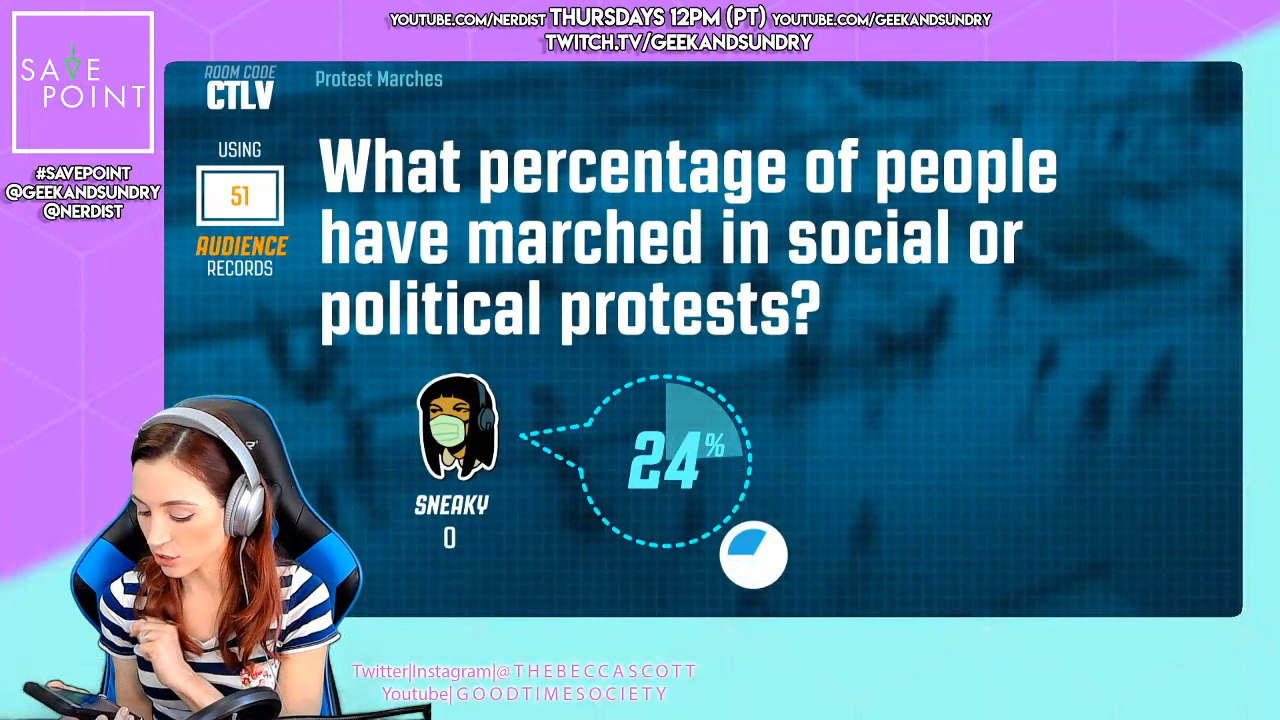 YOUTUBE.COM/NERDIST THURSDAYS 12PM (PT) YOUTUBE.COM/GEEKANDSUNDRY
TWITCH.TV/GEEKANDSUNDRY
SAVE
POINT
#SAVEPOINT
@GEEKANDSUNDRY
@NERDIST
ROOM CODE
CTLV
USING
51
AUDIENCE
RECORDS
Protest Marches
What percentage of people
have marched in social or
political protests?
24%
SNEAKY
0
Twitter|Instagram|@THEBECCASCOTT
Youtube|GOODTIMESOCIETY